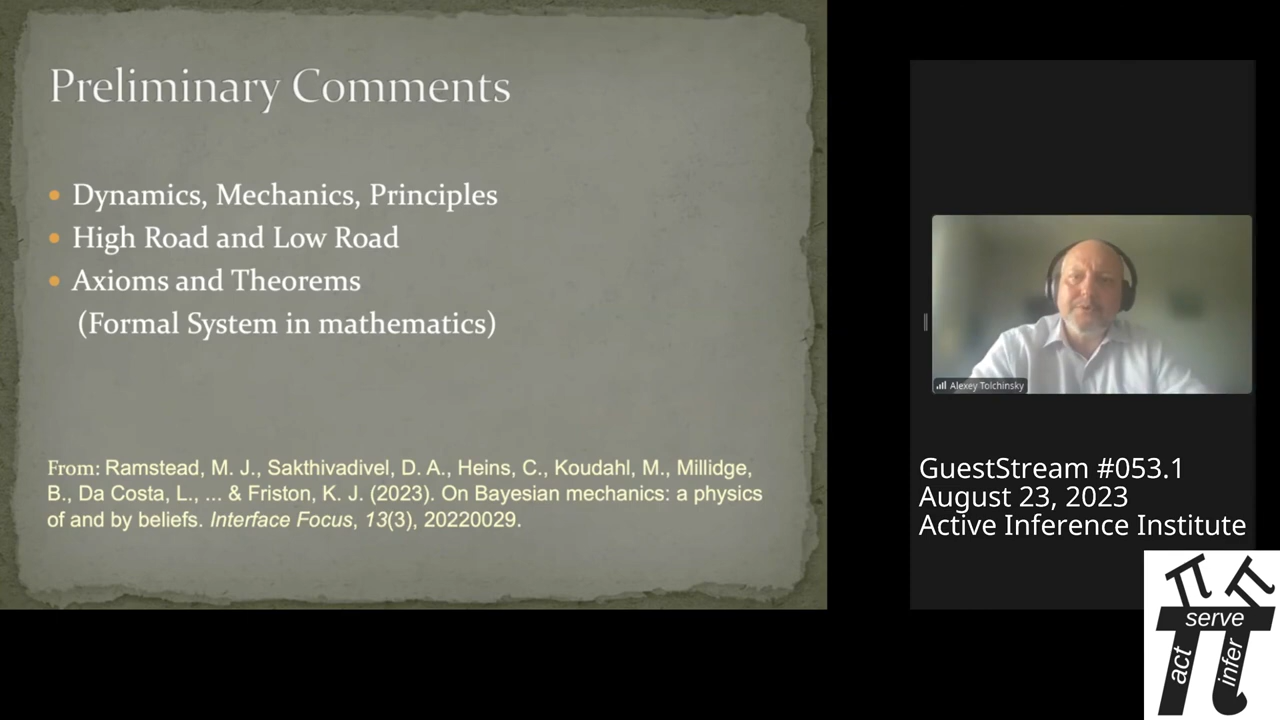 Preliminary Comments
• Dynamics, Mechanics, Principles
• High Road and Low Road
• Axioms and Theorems
(Formal System in mathematics)
From: Ramstead, M. J., Sakthivadivel, D. A., Heins, C., Koudahl, M., Millidge,
B., Da Costa, L., ... & Friston, K. J. (2023). On Bayesian mechanics: a physics
of and by beliefs. Interface Focus, 13(3), 20220029.
Alexey Tolchinsky
GuestStream #053.1
August 23, 2023
Active Inference Institute
π π
serve
act
infer